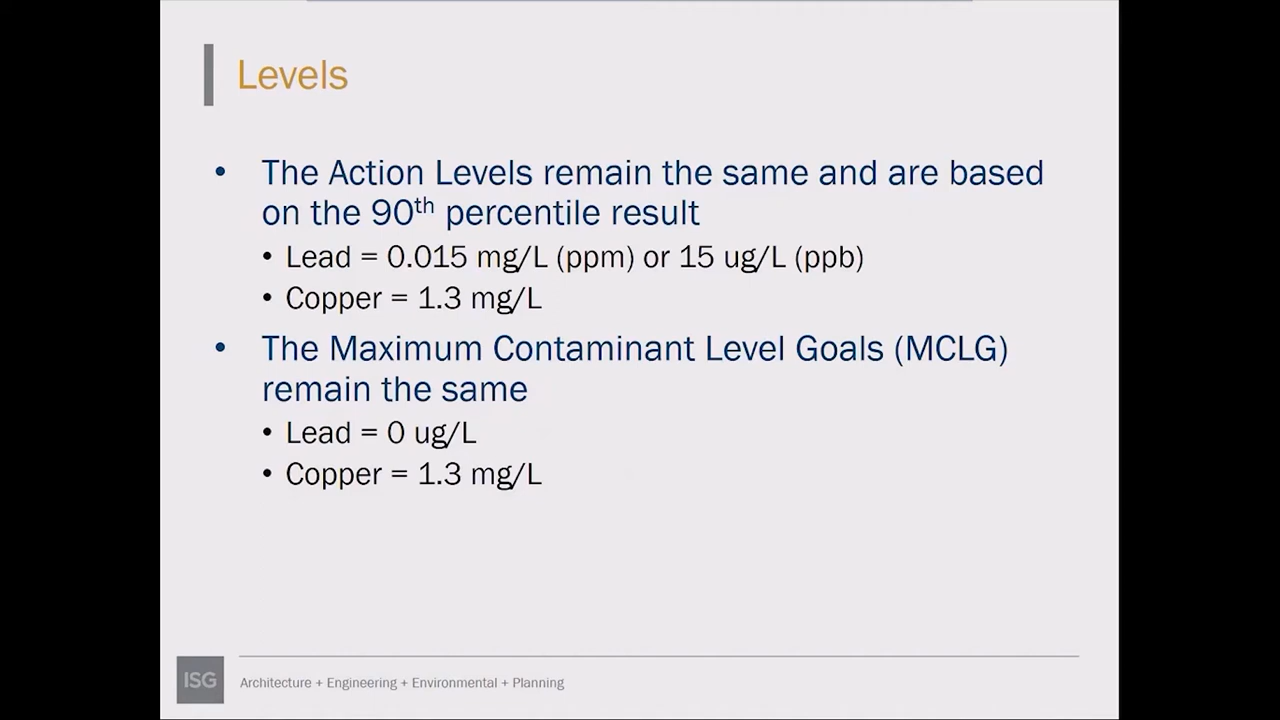 Levels
• The Action Levels remain the same and are based
on the 90th percentile result
• Lead = 0.015 mg/L (ppm) or 15 ug/L (ppb)
• Copper = 1.3 mg/L
• The Maximum Contaminant Level Goals (MCLG)
remain the same
• Lead = 0 ug/L
• Copper = 1.3 mg/L
ISG
Architecture + Engineering + Environmental + Planning